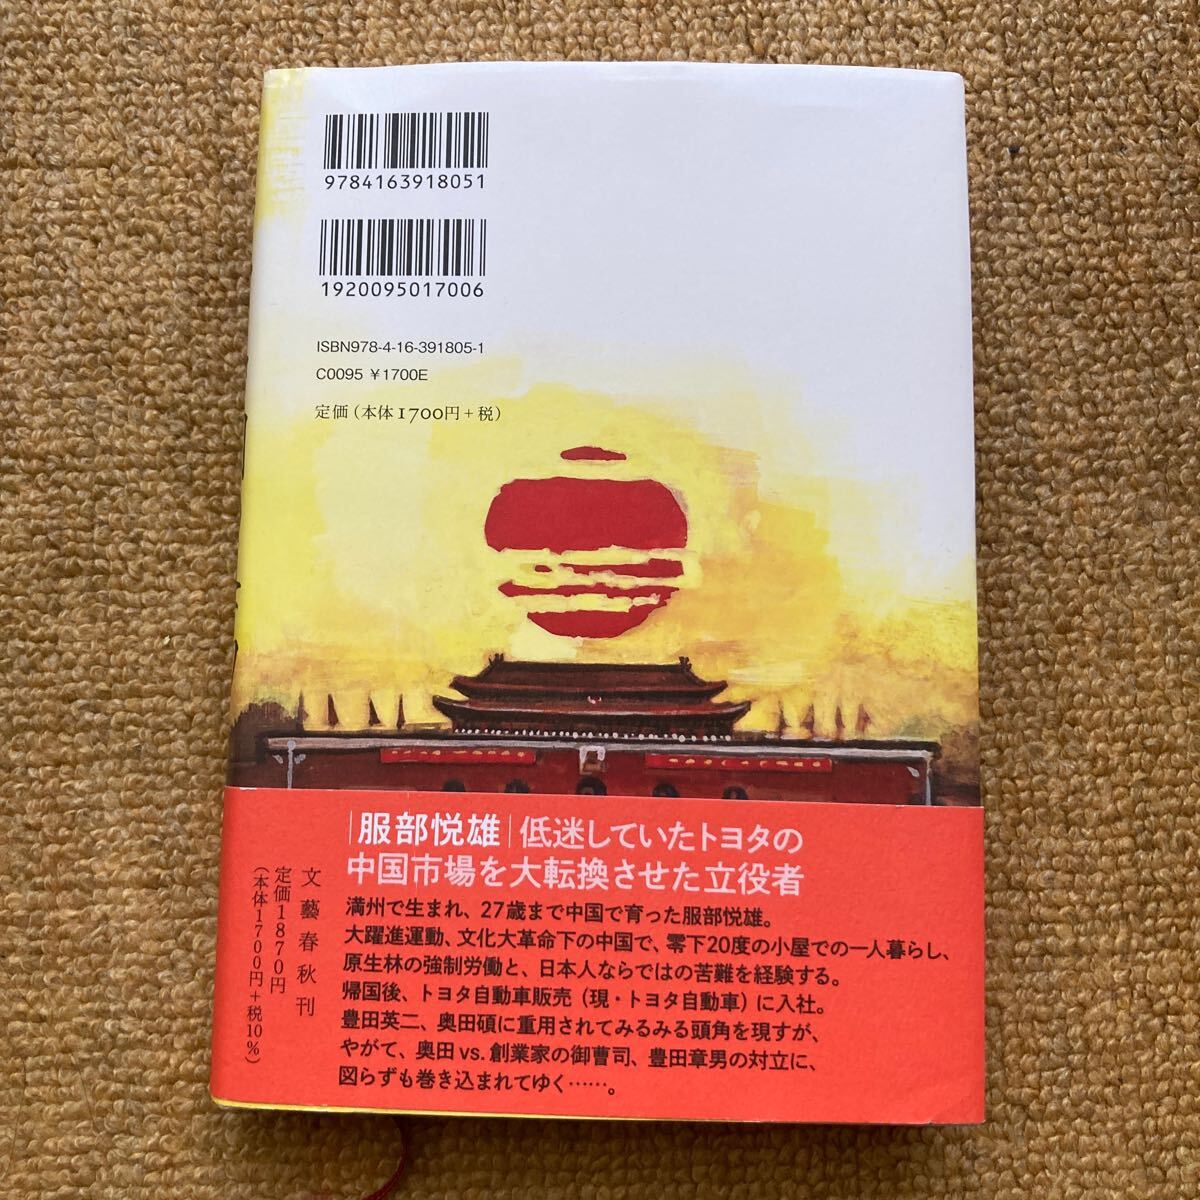 9784163918051
1920095017006
ISBN978-4-16-391805-1
C0095 ¥1700E
定価（本体1700円+税）
｜服部悦雄｜低迷していたトヨタの
中国市場を大転換させた立役者
満州で生まれ、27歳まで中国で育った服部悦雄。
大躍進運動、文化大革命下の中国で、零下20度の小屋での一人暮らし、
原生林の強制労働と、日本人ならではの苦難を経験する。
帰国後、トヨタ自動車販売（現・トヨタ自動車）に入社。
豊田英二、奥田碩に重用されてみるみる頭角を現すが、
やがて、奥田vs.創業家の御曹司、豊田章男の対立に、
図らずも巻き込まれてゆく……。
文藝春秋刊
定価1870円
（本体1700円+税10%）